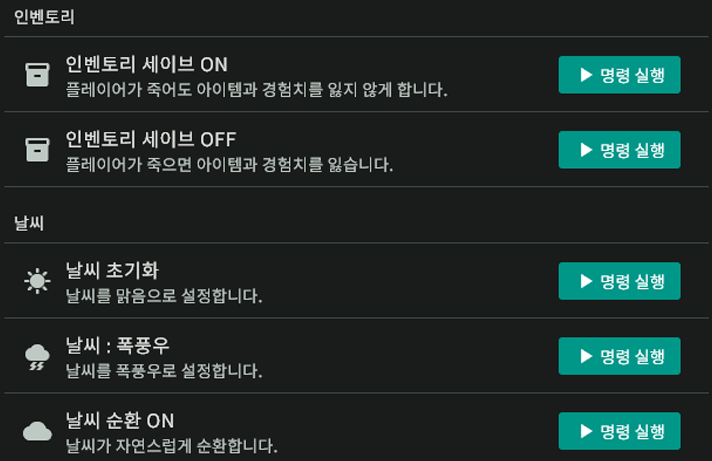 인벤토리
인벤토리 세이브 ON
플레이어가 죽어도 아이템과 경험치를 잃지 않게 합니다.
▶ 명령 실행
인벤토리 세이브 OFF
플레이어가 죽으면 아이템과 경험치를 잃습니다.
▶ 명령 실행
날씨
날씨 초기화
날씨를 맑음으로 설정합니다.
▶ 명령 실행
날씨 : 폭풍우
날씨를 폭풍우로 설정합니다.
▶ 명령 실행
날씨 순환 ON
날씨가 자연스럽게 순환합니다.
▶ 명령 실행